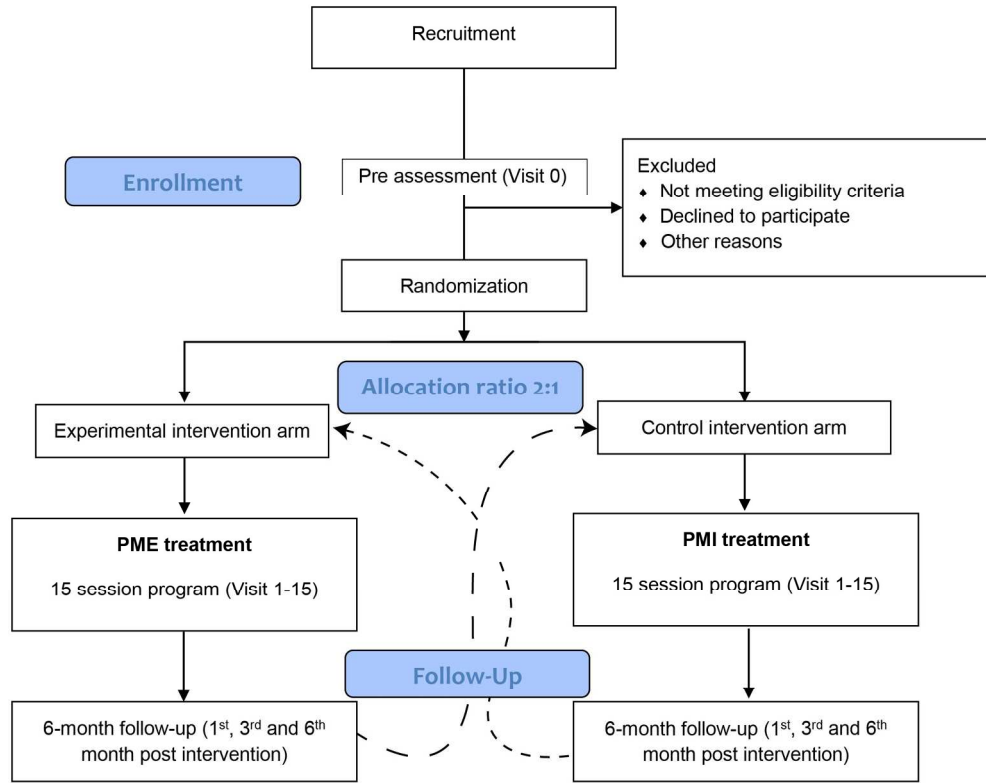 Recruitment
Enrollment
Pre assessment (Visit 0)
Excluded
♦ Not meeting eligibility criteria
♦ Declined to participate
♦ Other reasons
Randomization
Allocation ratio 2:1
Experimental intervention arm
Control intervention arm
PME treatment
15 session program (Visit 1-15)
PMI treatment
15 session program (Visit 1-15)
Follow-Up
6-month follow-up (1st, 3rd and 6th
month post intervention)
6-month follow-up (1st, 3rd and 6th
month post intervention)